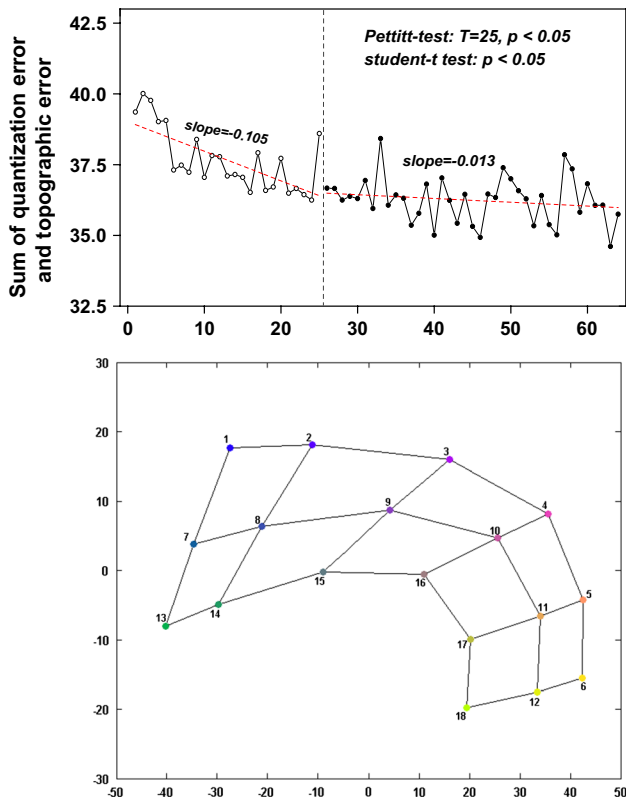 42.5
Pettitt-test: T=25, p < 0.05
student-t test: p < 0.05
40.0
slope=-0.105
slope=-0.013
37.5
35.0
32.5
Sum of quantization error
and topographic error
0 10 20 30 40 50 60
30
20
10
0
-10
-20
-30
1 2 3 4
7 8 9 10
13 14 15 16 11 5
17 18 12 6
-50 -40 -30 -20 -10 0 10 20 30 40 50